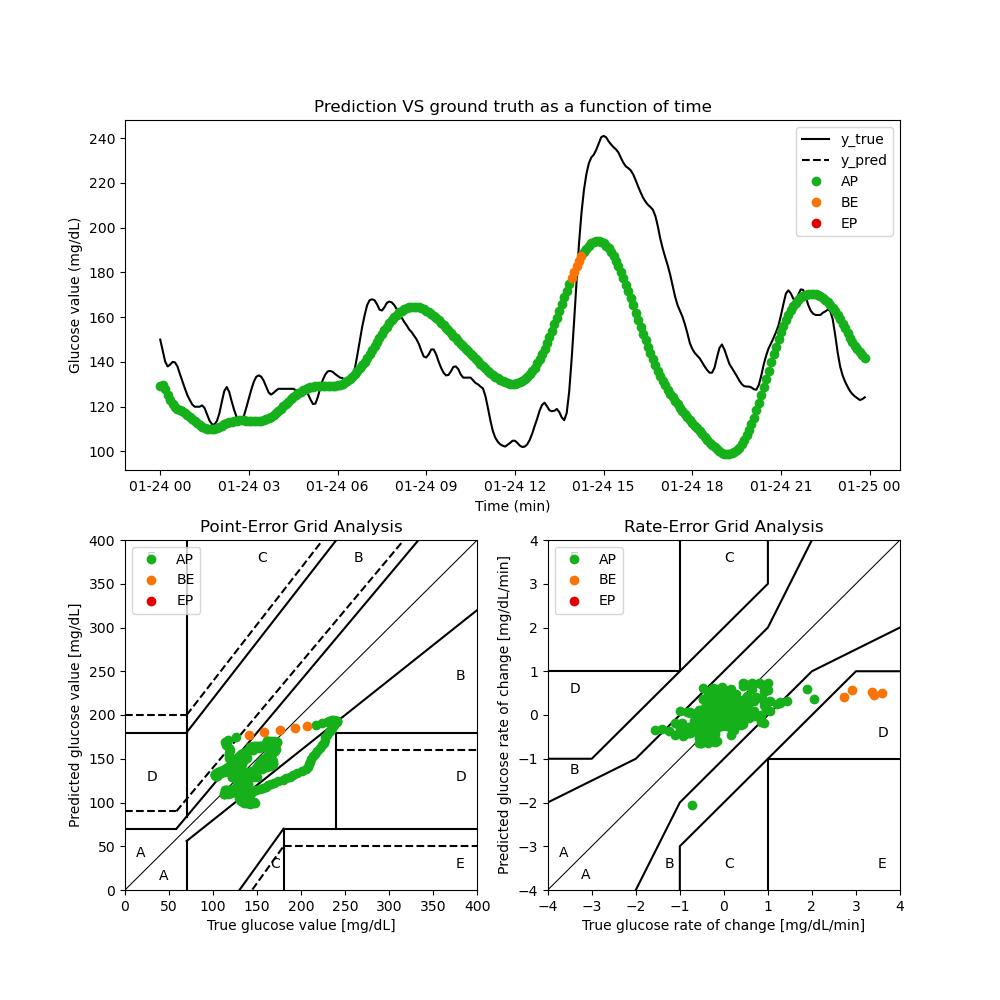 Prediction VS ground truth as a function of time
Glucose value (mg/dL)
240
220
200
180
160
140
120
100
y_true
y_pred
AP
BE
EP
01-24 00 01-24 03 01-24 06 01-24 09 01-24 12 01-24 15 01-24 18 01-24 21 01-25 00
Time (min)
Point-Error Grid Analysis
Predicted glucose value [mg/dL]
400
350
300
250
200
150
100
50
0
AP
BE
EP
C
B
B
D
D
A
A
C
E
0 50 100 150 200 250 300 350 400
True glucose value [mg/dL]
Rate-Error Grid Analysis
Predicted glucose rate of change [mg/dL/min]
4
3
2
1
0
−1
−2
−3
−4
AP
BE
EP
C
D
D
B
A
A
B
C
E
−4 −3 −2 −1 0 1 2 3 4
True glucose rate of change [mg/dL/min]